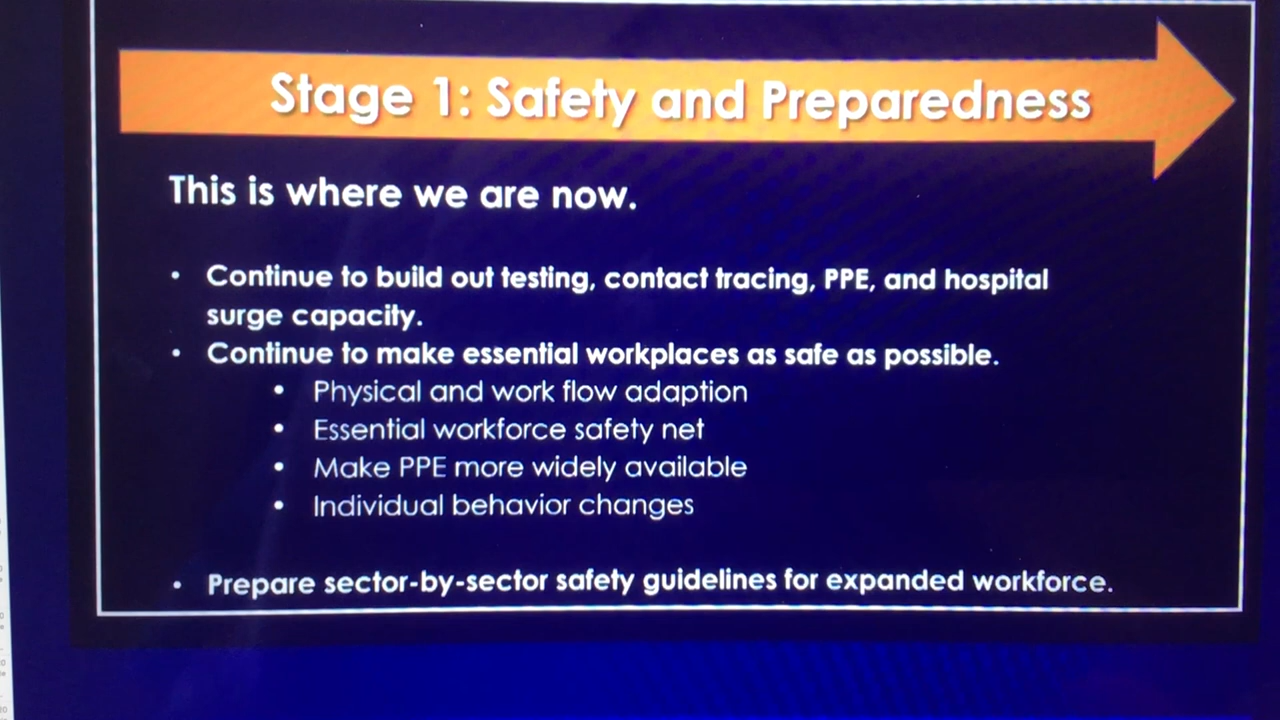 Stage 1: Safety and Preparedness
This is where we are now.
• Continue to build out testing, contact tracing, PPE, and hospital
surge capacity.
• Continue to make essential workplaces as safe as possible.
• Physical and work flow adaption
• Essential workforce safety net
• Make PPE more widely available
• Individual behavior changes
• Prepare sector-by-sector safety guidelines for expanded workforce.